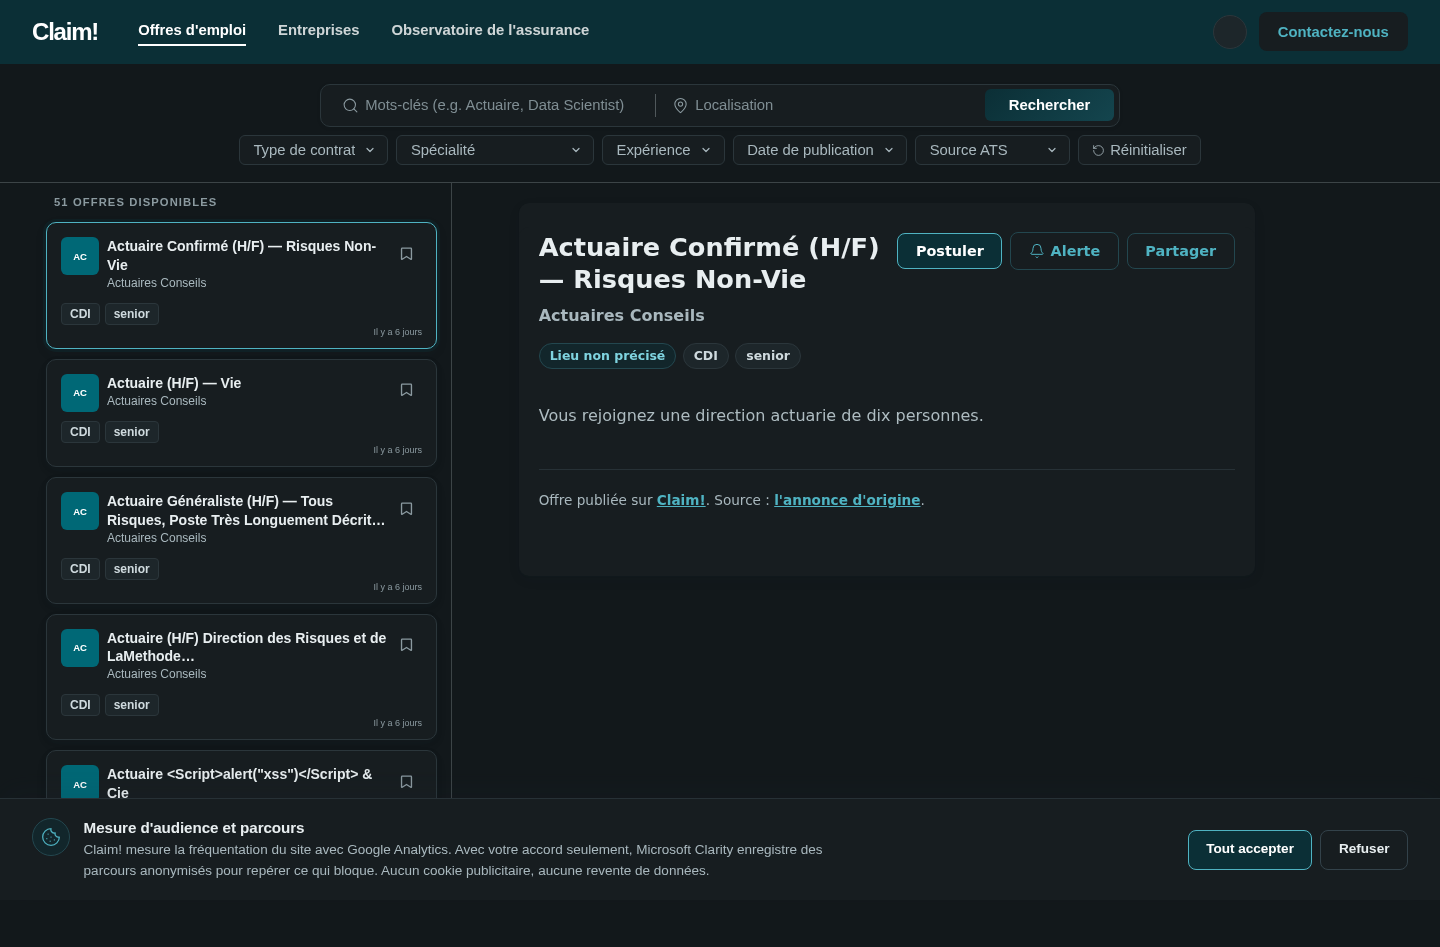 Claim!
Offres d'emploi
Entreprises
Observatoire de l'assurance
Contactez-nous
Mots-clés (e.g. Actuaire, Data Scientist)
Localisation
Rechercher
Type de contrat
Spécialité
Expérience
Date de publication
Source ATS
Réinitialiser
51 OFFRES DISPONIBLES
AC
Actuaire Confirmé (H/F) — Risques Non-
Vie
Actuaires Conseils
CDI
senior
Il y a 6 jours
AC
Actuaire (H/F) — Vie
Actuaires Conseils
CDI
senior
Il y a 6 jours
AC
Actuaire Généraliste (H/F) — Tous
Risques, Poste Très Longuement Décrit…
Actuaires Conseils
CDI
senior
Il y a 6 jours
AC
Actuaire (H/F) Direction des Risques et de
LaMethode…
Actuaires Conseils
CDI
senior
Il y a 6 jours
AC
Actuaire <Script>alert("xss")</Script> &
Cie
Actuaire Confirmé (H/F)
— Risques Non-Vie
Postuler
Alerte
Partager
Actuaires Conseils
Lieu non précisé
CDI
senior
Vous rejoignez une direction actuarie de dix personnes.
Offre publiée sur Claim!. Source : l'annonce d'origine.
Mesure d'audience et parcours
Claim! mesure la fréquentation du site avec Google Analytics. Avec votre accord seulement, Microsoft Clarity enregistre des
parcours anonymisés pour repérer ce qui bloque. Aucun cookie publicitaire, aucune revente de données.
Tout accepter
Refuser